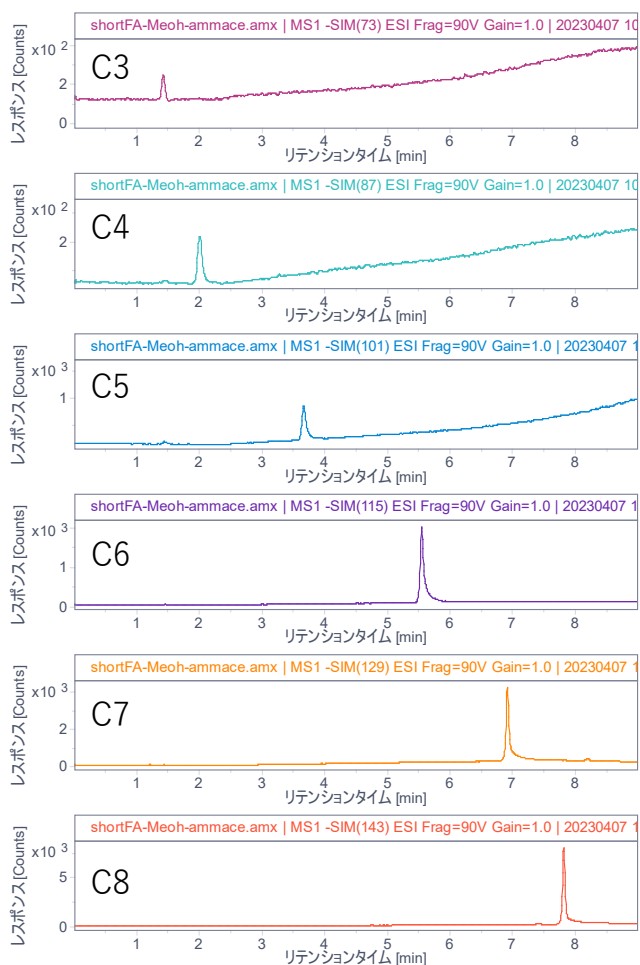 shortFA-Meoh-ammace.amx | MS1 -SIM(73) ESI Frag=90V Gain=1.0 | 20230407 10
x10 2
C3
2
0
レスポンス [Counts]
1 2 3 4 5 6 7 8
リテンションタイム [min]
shortFA-Meoh-ammace.amx | MS1 -SIM(87) ESI Frag=90V Gain=1.0 | 20230407 10
x10 2
C4
2
レスポンス [Counts]
1 2 3 4 5 6 7 8
リテンションタイム [min]
shortFA-Meoh-ammace.amx | MS1 -SIM(101) ESI Frag=90V Gain=1.0 | 20230407 1
x10 3
C5
1
レスポンス [Counts]
1 2 3 4 5 6 7 8
リテンションタイム [min]
shortFA-Meoh-ammace.amx | MS1 -SIM(115) ESI Frag=90V Gain=1.0 | 20230407 1
x10 3
C6
1
0
レスポンス [Counts]
1 2 3 4 5 6 7 8
リテンションタイム [min]
shortFA-Meoh-ammace.amx | MS1 -SIM(129) ESI Frag=90V Gain=1.0 | 20230407 1
x10 3
C7
2
0
レスポンス [Counts]
1 2 3 4 5 6 7 8
リテンションタイム [min]
shortFA-Meoh-ammace.amx | MS1 -SIM(143) ESI Frag=90V Gain=1.0 | 20230407 1
x10 3
C8
5
0
レスポンス [Counts]
1 2 3 4 5 6 7 8
リテンションタイム [min]